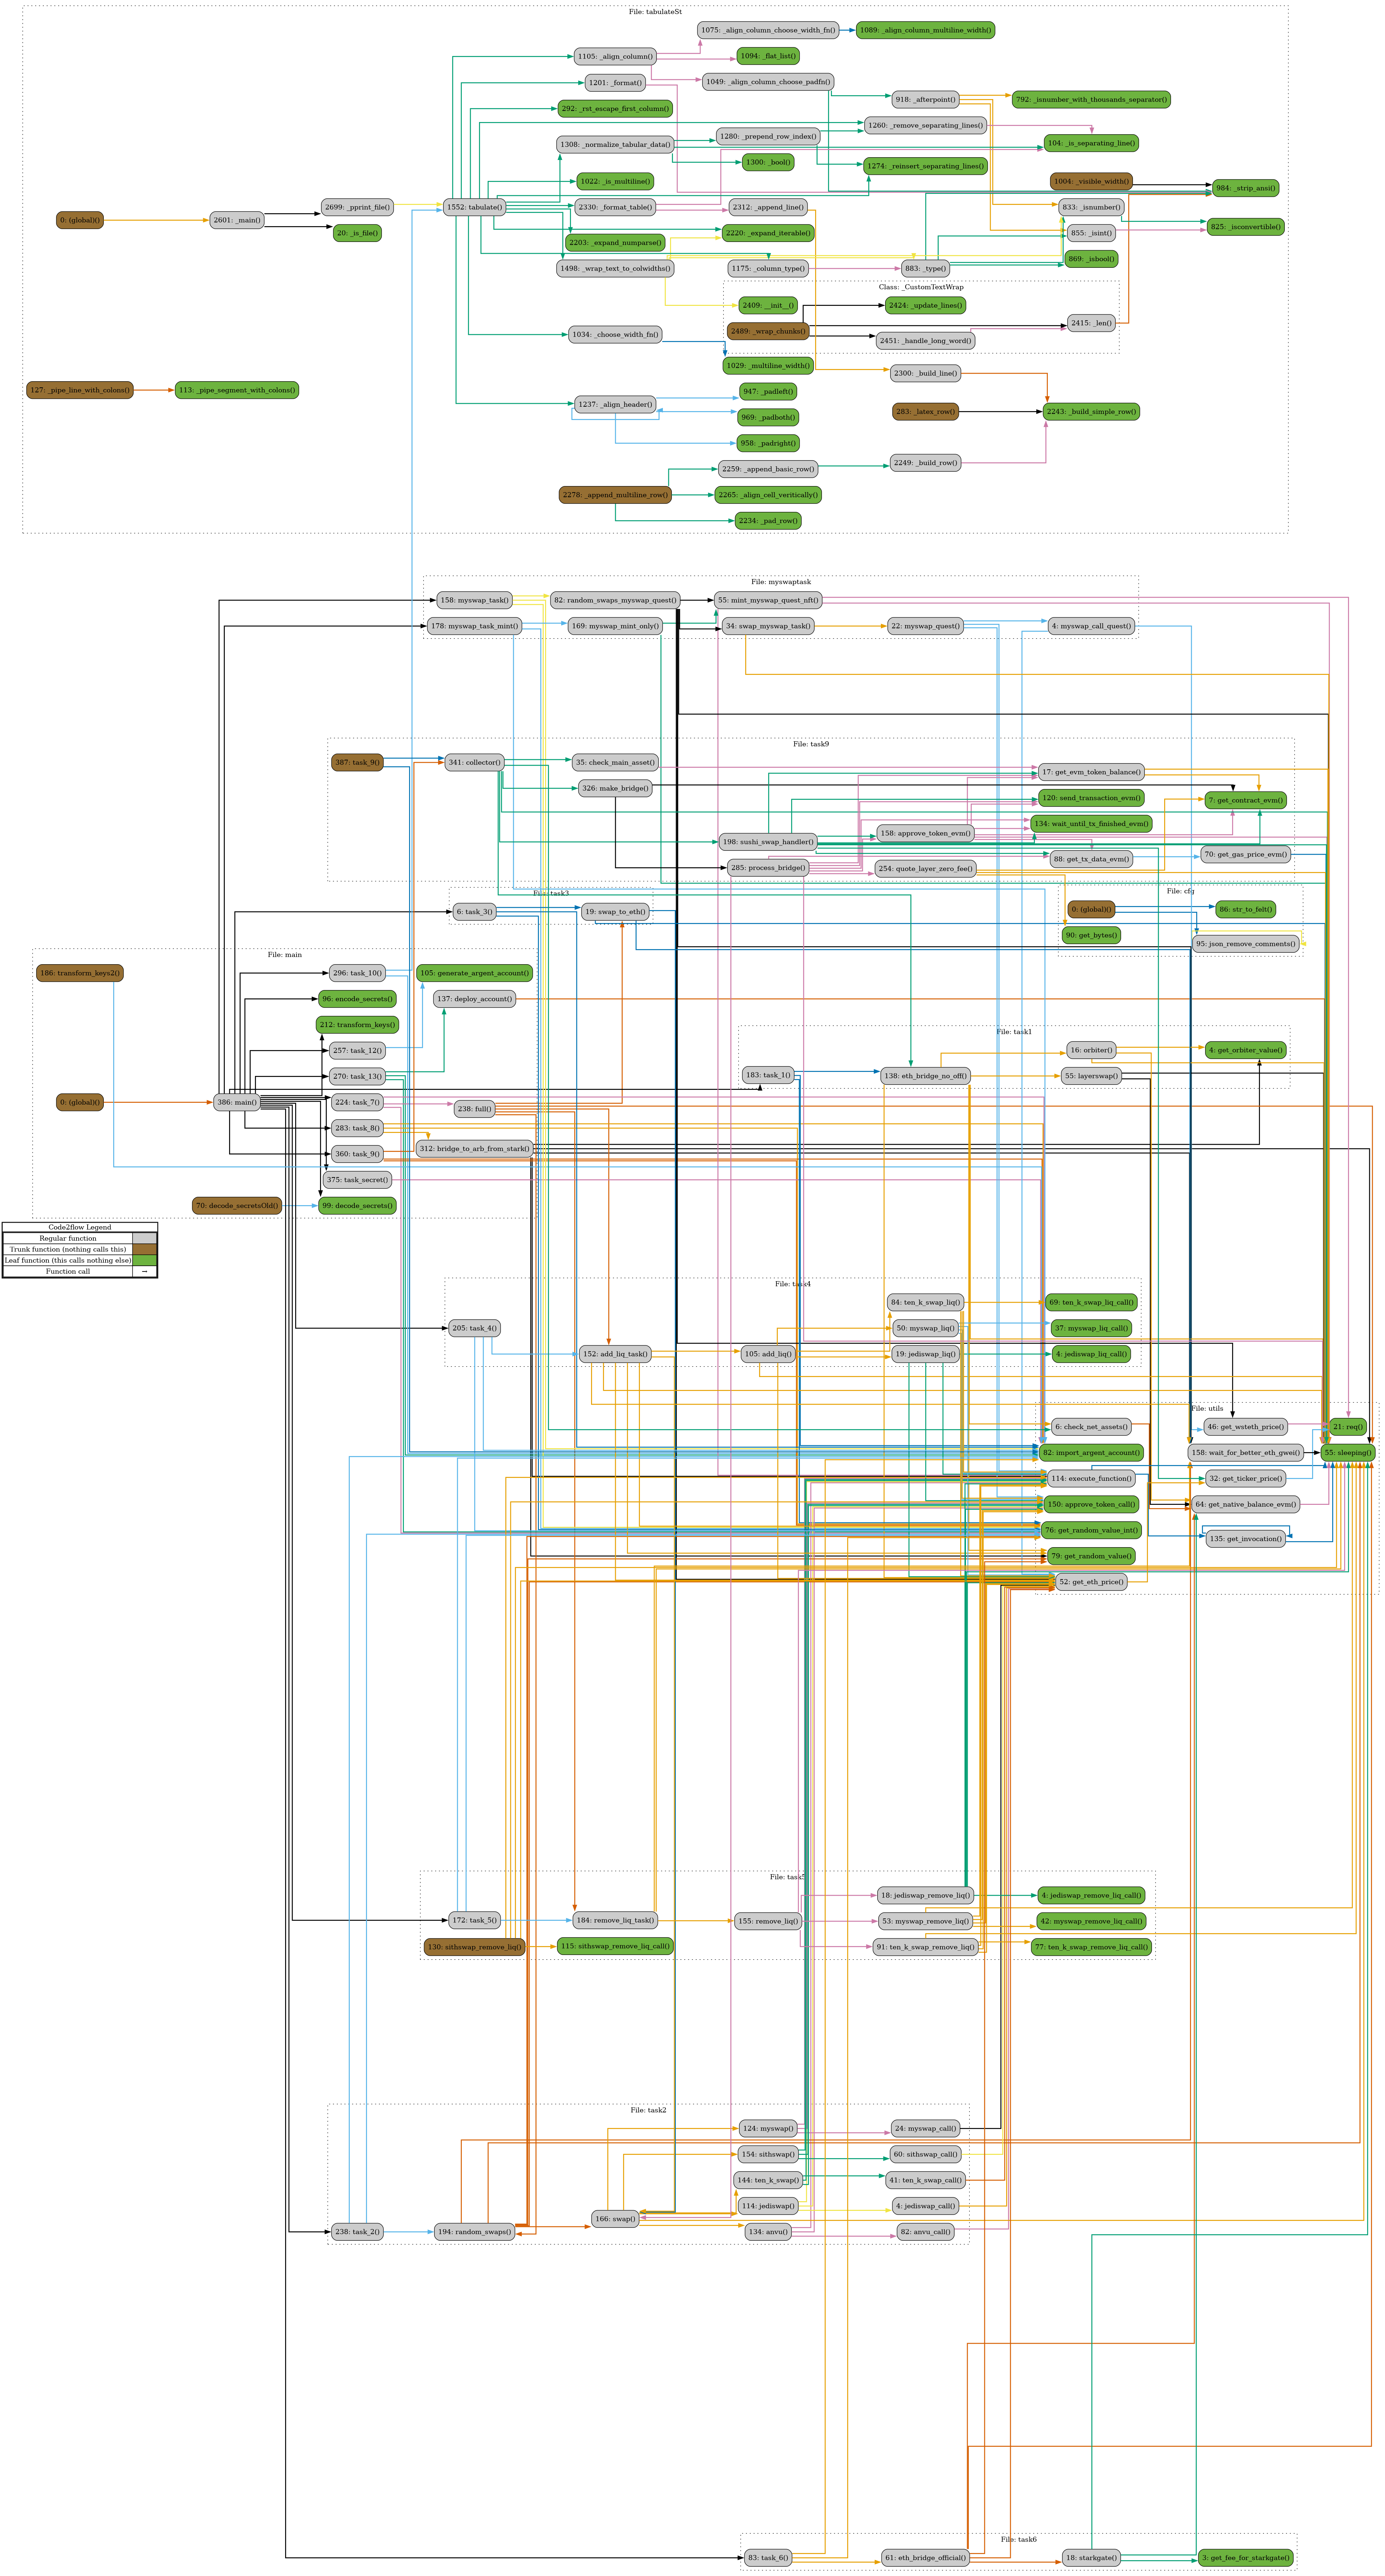 File: tabulateSt
1075: _align_column_choose_width_fn()
1089: _align_column_multiline_width()
1105: _align_column()
1094: _flat_list()
1201: _format()
1049: _align_column_choose_padfn()
918: _afterpoint()
792: _isnumber_with_thousands_separator()
292: _rst_escape_first_column()
1260: _remove_separating_lines()
1280: _prepend_row_index()
104: _is_separating_line()
1308: _normalize_tabular_data()
1300: _bool()
1274: _reinsert_separating_lines()
1022: _is_multiline()
1004: _visible_width()
984: _strip_ansi()
2699: _pprint_file()
1552: tabulate()
2330: _format_table()
2312: _append_line()
833: _isnumber()
0: (global)()
2601: _main()
20: _is_file()
2220: _expand_iterable()
855: _isint()
825: _isconvertible()
2203: _expand_numparse()
869: _isbool()
1498: _wrap_text_to_colwidths()
1175: _column_type()
883: _type()
Class: _CustomTextWrap
2409: __init__()
2424: _update_lines()
2489: _wrap_chunks()
2415: _len()
1034: _choose_width_fn()
2451: _handle_long_word()
1029: _multiline_width()
2300: _build_line()
127: _pipe_line_with_colons()
113: _pipe_segment_with_colons()
947: _padleft()
1237: _align_header()
969: _padboth()
283: _latex_row()
2243: _build_simple_row()
958: _padright()
2259: _append_basic_row()
2249: _build_row()
2278: _append_multiline_row()
2265: _align_cell_veritically()
2234: _pad_row()
File: myswaptask
158: myswap_task()
82: random_swaps_myswap_quest()
55: mint_myswap_quest_nft()
178: myswap_task_mint()
169: myswap_mint_only()
34: swap_myswap_task()
22: myswap_quest()
4: myswap_call_quest()
File: task9
387: task_9()
341: collector()
35: check_main_asset()
17: get_evm_token_balance()
326: make_bridge()
120: send_transaction_evm()
7: get_contract_evm()
134: wait_until_tx_finished_evm()
198: sushi_swap_handler()
158: approve_token_evm()
88: get_tx_data_evm()
70: get_gas_price_evm()
285: process_bridge()
254: quote_layer_zero_fee()
File: task3
File: cfg
6: task_3()
19: swap_to_eth()
0: (global)()
86: str_to_felt()
90: get_bytes()
95: json_remove_comments()
File: main
186: transform_keys2()
296: task_10()
105: generate_argent_account()
96: encode_secrets()
137: deploy_account()
212: transform_keys()
File: task1
257: task_12()
16: orbiter()
4: get_orbiter_value()
270: task_13()
183: task_1()
138: eth_bridge_no_off()
55: layerswap()
0: (global)()
386: main()
224: task_7()
238: full()
283: task_8()
312: bridge_to_arb_from_stark()
360: task_9()
375: task_secret()
70: decode_secretsOld()
99: decode_secrets()
Code2flow Legend
Regular function
Trunk function (nothing calls this)
Leaf function (this calls nothing else)
Function call →
File: task4
84: ten_k_swap_liq()
69: ten_k_swap_liq_call()
205: task_4()
50: myswap_liq()
37: myswap_liq_call()
152: add_liq_task()
105: add_liq()
19: jediswap_liq()
4: jediswap_liq_call()
File: utils
6: check_net_assets()
46: get_wsteth_price()
21: req()
82: import_argent_account()
158: wait_for_better_eth_gwei()
55: sleeping()
114: execute_function()
32: get_ticker_price()
150: approve_token_call()
64: get_native_balance_evm()
76: get_random_value_int()
135: get_invocation()
79: get_random_value()
52: get_eth_price()
File: task5
18: jediswap_remove_liq()
4: jediswap_remove_liq_call()
172: task_5()
184: remove_liq_task()
155: remove_liq()
53: myswap_remove_liq()
42: myswap_remove_liq_call()
130: sithswap_remove_liq()
115: sithswap_remove_liq_call()
91: ten_k_swap_remove_liq()
77: ten_k_swap_remove_liq_call()
File: task2
124: myswap()
24: myswap_call()
154: sithswap()
60: sithswap_call()
144: ten_k_swap()
41: ten_k_swap_call()
114: jediswap()
4: jediswap_call()
166: swap()
238: task_2()
194: random_swaps()
134: anvu()
82: anvu_call()
File: task6
83: task_6()
61: eth_bridge_official()
18: starkgate()
3: get_fee_for_starkgate()